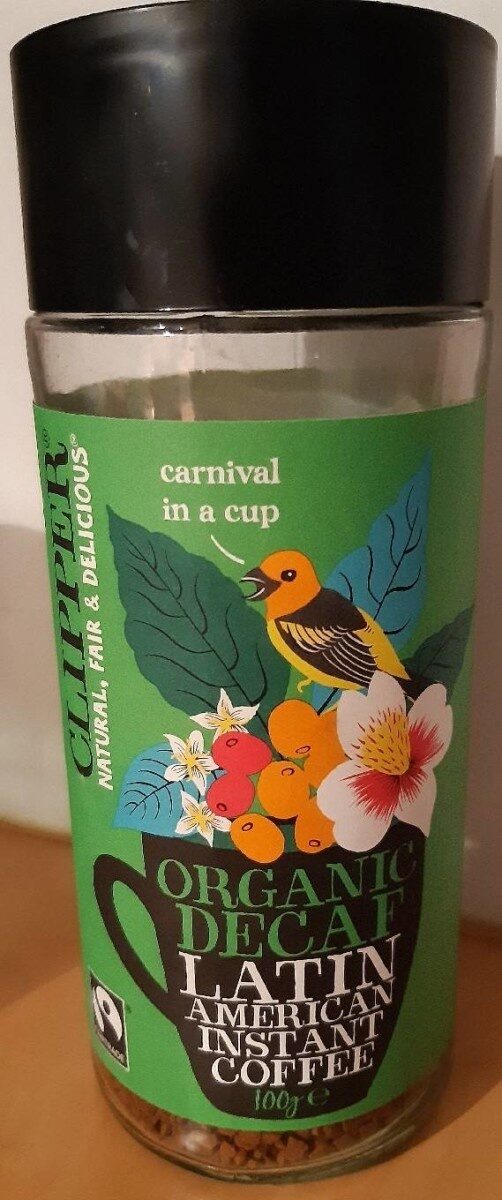 CLIPPER®
NATURAL, FAIR & DELICIOUS®
carnival
in a cup
ORGANIC
DECAF
LATIN
AMERICAN
INSTANT
COFFEE
100g ℮